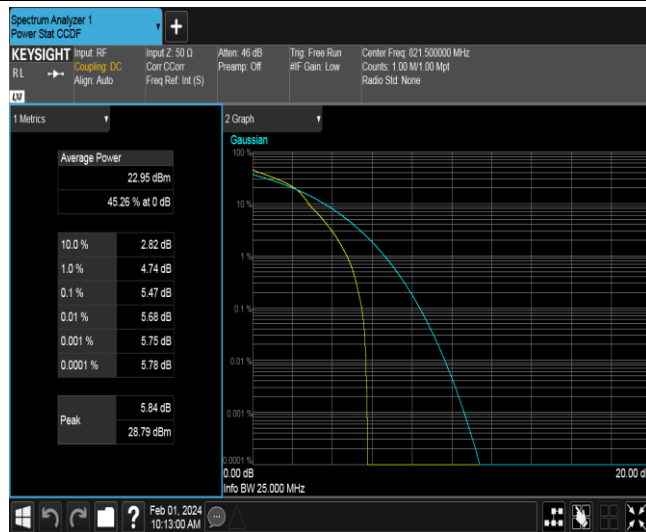 Spectrum Analyzer 1
Power Stat CCDF
+
KEYSIGHT
RL
LXI
Input: RF
Coupling: DC
Align: Auto
Input Z: 50 Ω
Corr CCorr
Freq Ref: Int (S)
Atten: 46 dB
Preamp: Off
Trig: Free Run
#IF Gain: Low
Center Freq: 821.500000 MHz
Counts: 1.00 M/1.00 Mpt
Radio Std: None
1 Metrics
Average Power
22.95 dBm
45.26 % at 0 dB
10.0 % 2.82 dB
1.0 % 4.74 dB
0.1 % 5.47 dB
0.01 % 5.68 dB
0.001 % 5.75 dB
0.0001 % 5.78 dB
Peak
5.84 dB
28.79 dBm
2 Graph
Gaussian
100 %
10 %
1 %
0.1 %
0.01 %
0.001 %
0.0001 %
0.00 dB
20.00 d
Info BW 25.000 MHz
?
Feb 01, 2024
10:13:00 AM